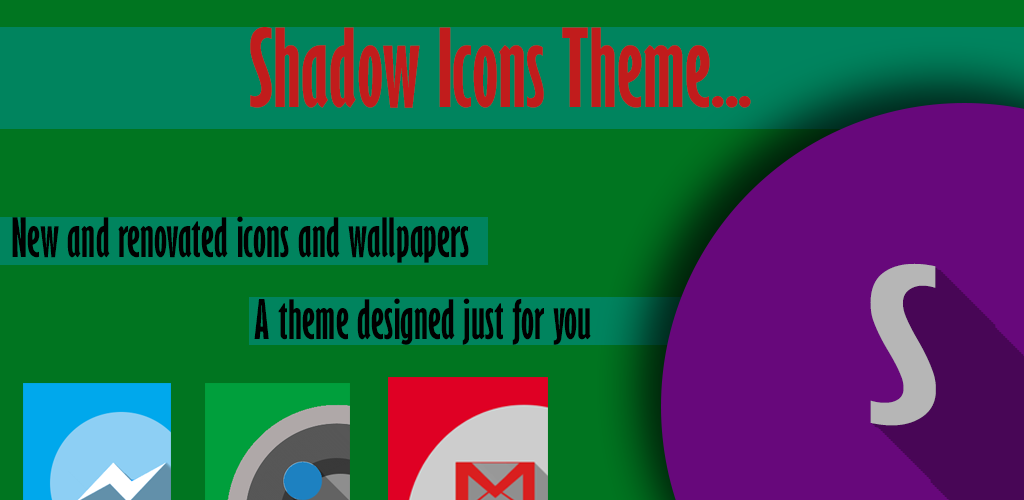 Shadow Icons Theme...
New and renovated icons and wallpapers
A theme designed just for you
S